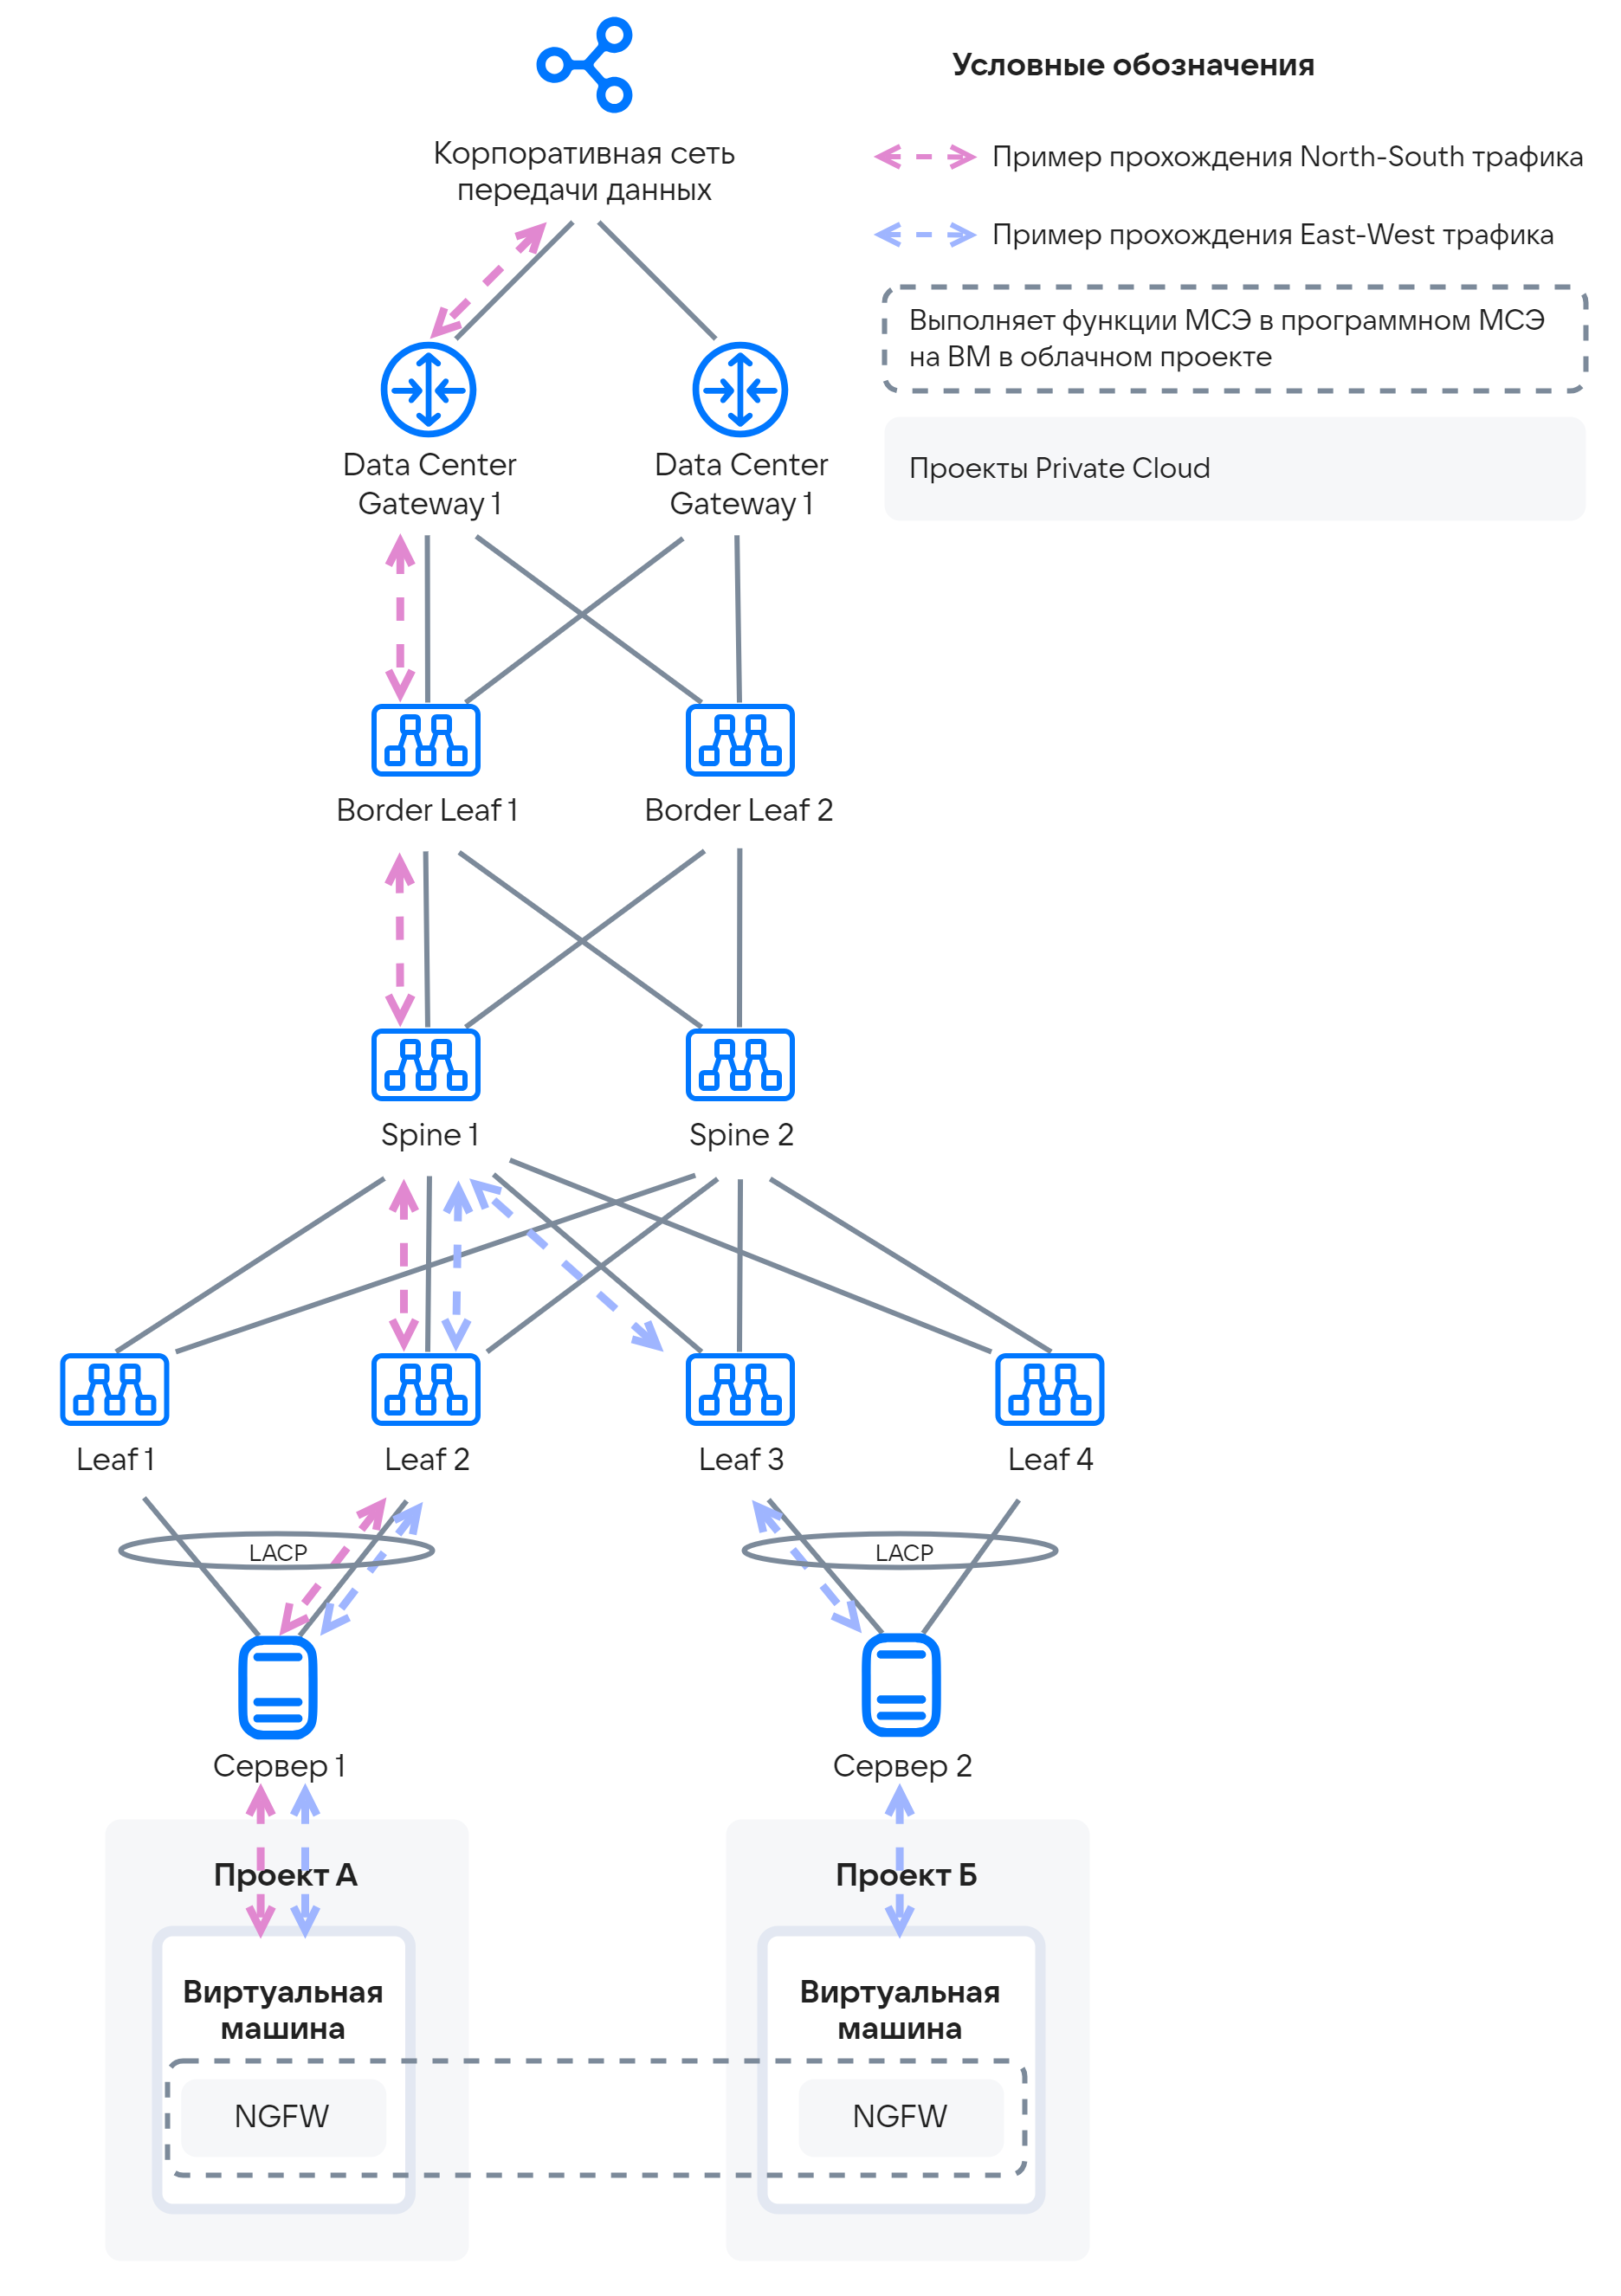 Условные обозначения
Корпоративная сеть
передачи данных
Пример прохождения North-South трафика
Пример прохождения East-West трафика
Выполняет функции МСЭ в программном МСЭ
на ВМ в облачном проекте
Проекты Private Cloud
Data Center
Gateway 1
Data Center
Gateway 1
Border Leaf 1
Border Leaf 2
Spine 1
Spine 2
Leaf 1
Leaf 2
Leaf 3
Leaf 4
LACP
LACP
Сервер 1
Сервер 2
Проект А
Проект Б
Виртуальная
машина
Виртуальная
машина
NGFW
NGFW